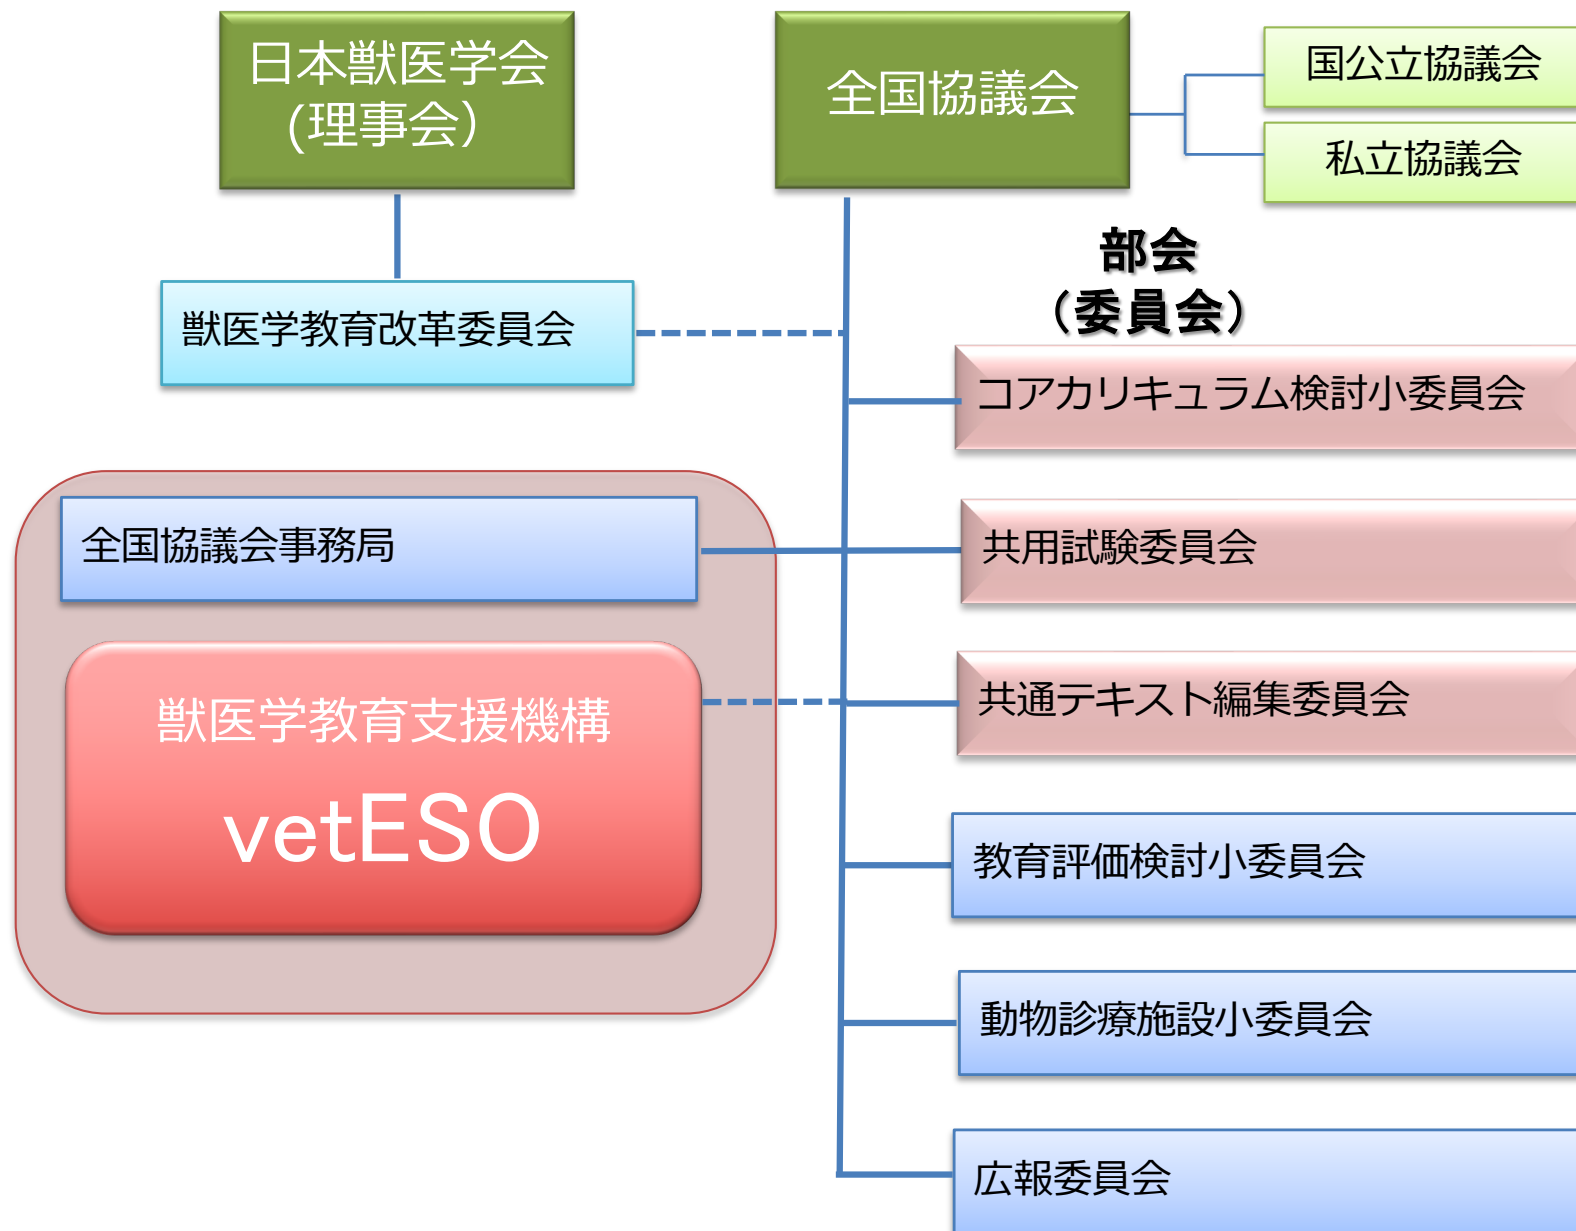 日本獣医学会
(理事会）
全国協議会
国公立協議会
私立協議会
部会
（委員会）
獣医学教育改革委員会
コアカリキュラム検討小委員会
全国協議会事務局
共用試験委員会
獣医学教育支援機構
vetESO
共通テキスト編集委員会
教育評価検討小委員会
動物診療施設小委員会
広報委員会